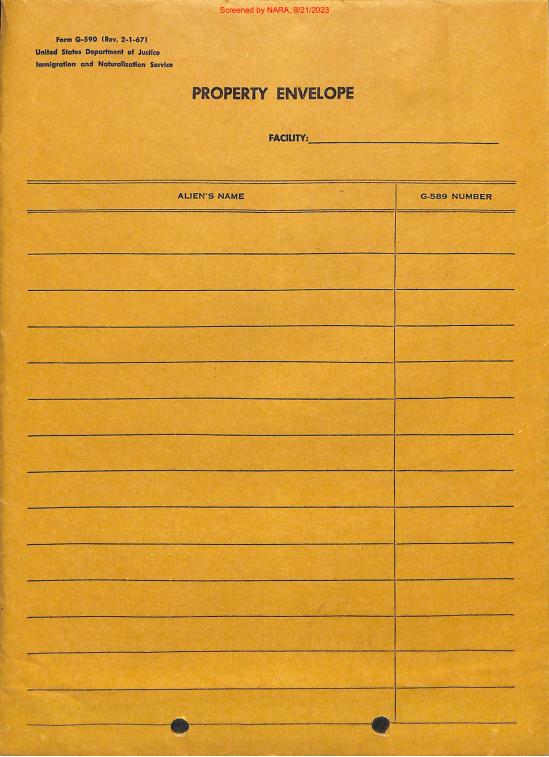 Screened by NARA, 9/21/2023
Form G-590 (Rev. 2-1-67)
United States Department of Justice
Immigration and Naturalization Service
PROPERTY ENVELOPE
FACILITY:
ALIEN'S NAME
G-589 NUMBER